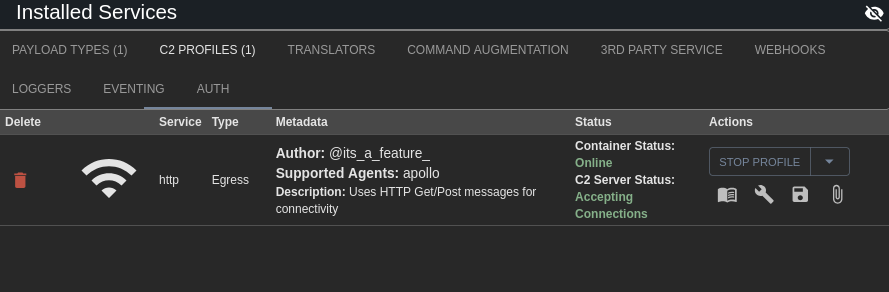 Installed Services
PAYLOAD TYPES (1) C2 PROFILES (1) TRANSLATORS COMMAND AUGMENTATION 3RD PARTY SERVICE WEBHOOKS
LOGGERS EVENTING AUTH
Delete Service Type Metadata Status Actions
http Egress
Author: @its_a_feature_
Supported Agents: apollo
Description: Uses HTTP Get/Post messages for
connectivity
Container Status:
Online
C2 Server Status:
Accepting
Connections
STOP PROFILE